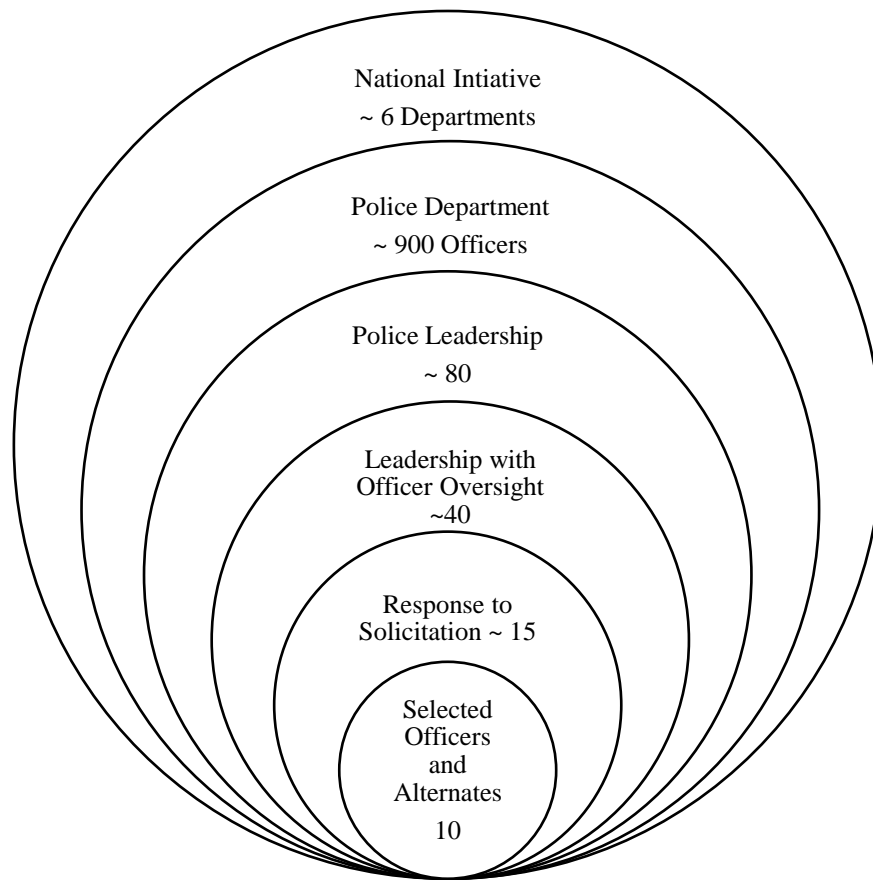 National Intiative
~ 6 Departments
Police Department
~ 900 Officers
Police Leadership
~ 80
Leadership with
Officer Oversight
~40
Response to
Solicitation ~ 15
Selected
Officers
and
Alternates
10